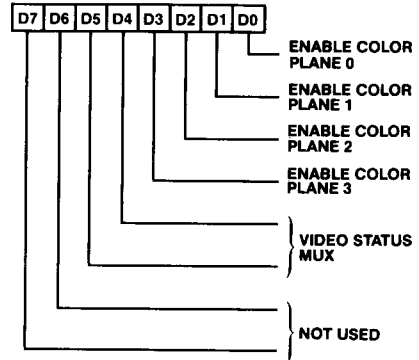 D7 D6 D5 D4 D3 D2 D1 D0
ENABLE COLOR
PLANE 0
ENABLE COLOR
PLANE 1
ENABLE COLOR
PLANE 2
ENABLE COLOR
PLANE 3
VIDEO STATUS
MUX
NOT USED